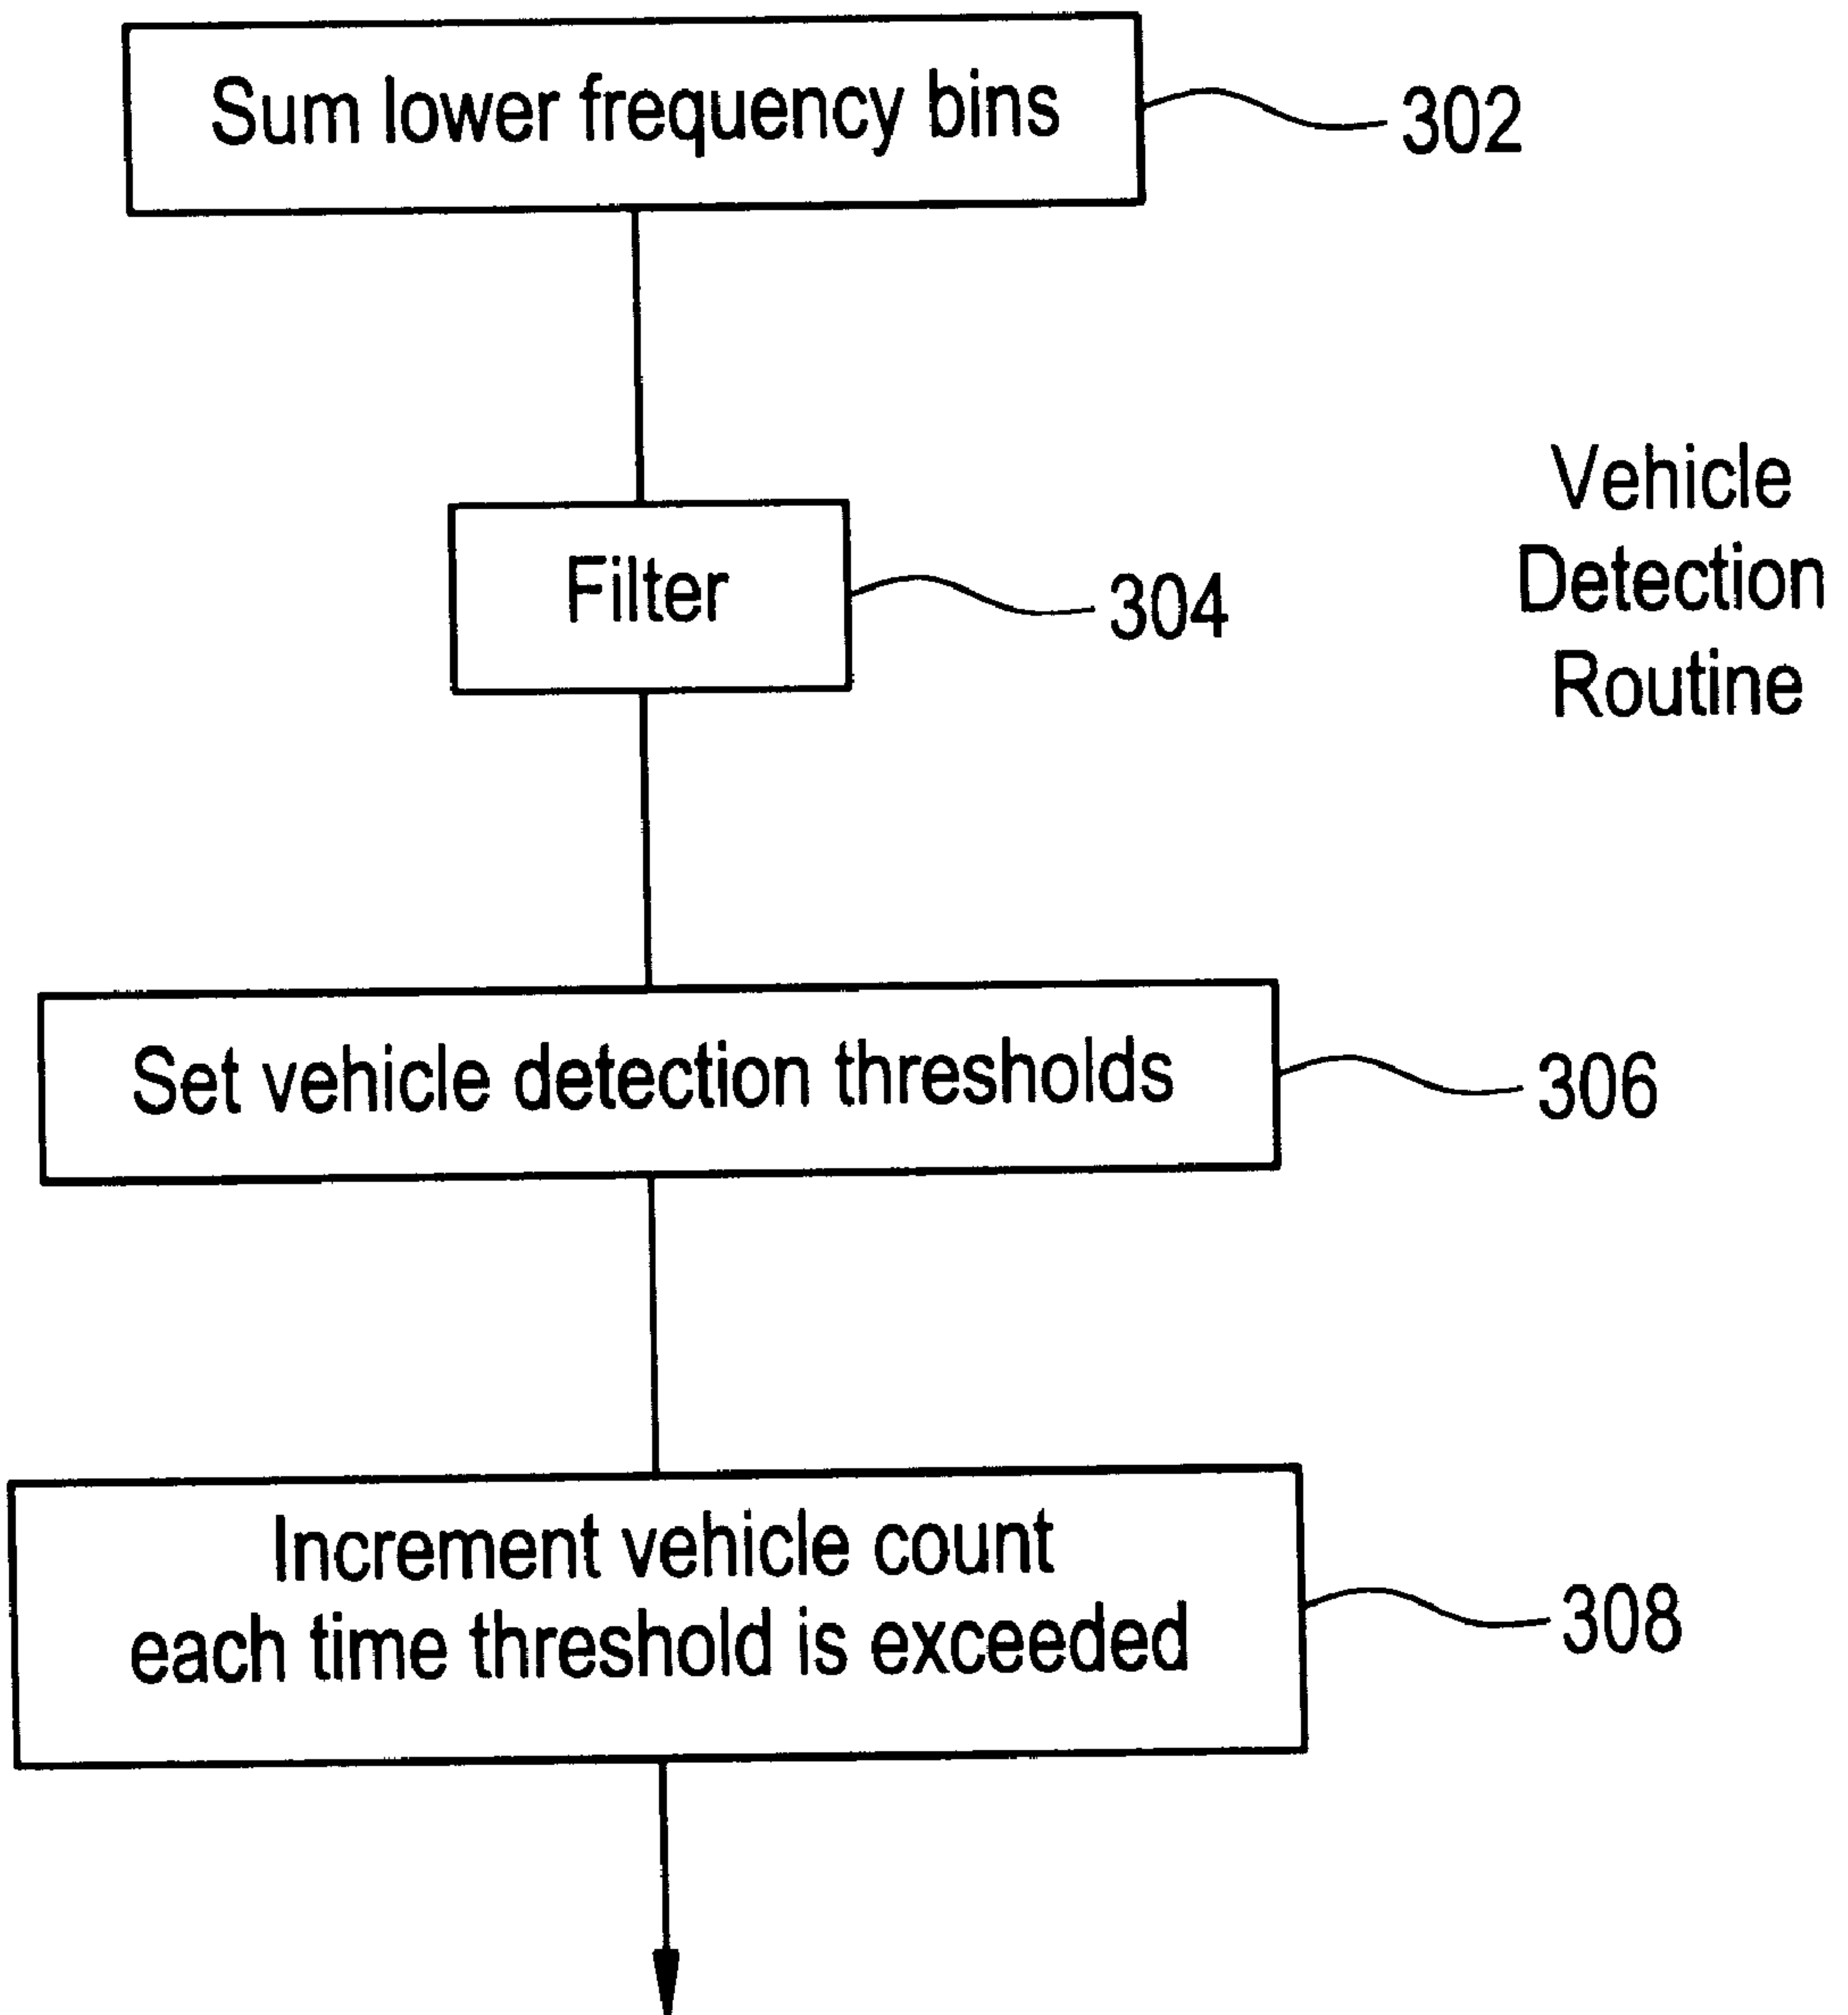 Sum lower frequency bins
302
Filter
304
Vehicle
Detection
Routine
Set vehicle detection thresholds
306
Increment vehicle count
each time threshold is exceeded
308